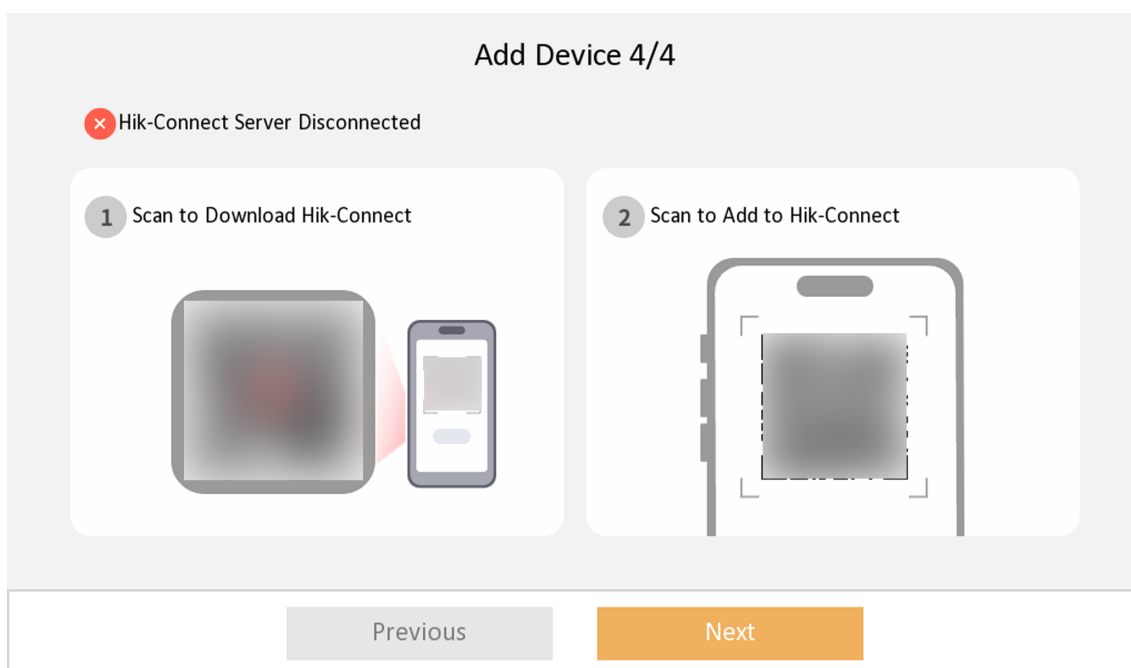 Add Device 4/4
Hik-Connect Server Disconnected
1 Scan to Download Hik-Connect
2 Scan to Add to Hik-Connect
Previous
Next